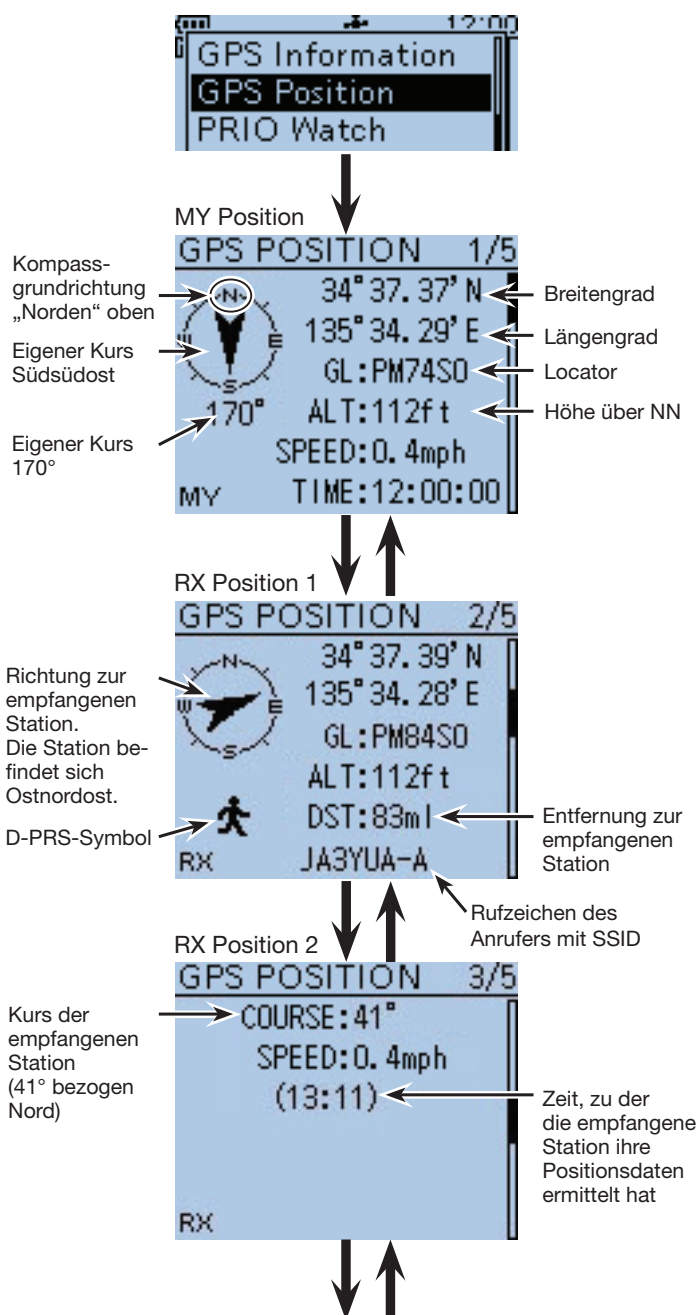 12:00
GPS Information
GPS Position
PRIO Watch
MY Position
GPS POSITION 1/5
Kompass-
grundrichtung
„Norden“ oben
Eigener Kurs
Südsüdost
Eigener Kurs
170°
N
W
E
S
34°37.37'N
135°34.29'E
GL:PM74SO
170° ALT:112ft
SPEED:0.4mph
MY TIME:12:00:00
Breitengrad
Längengrad
Locator
Höhe über NN
RX Position 1
GPS POSITION 2/5
Richtung zur
empfangenen
Station.
Die Station be-
findet sich
Ostnordost.
D-PRS-Symbol
N
W
E
S
34°37.39'N
135°34.28'E
GL:PM84SO
ALT:112ft
DST:83ml
RX JA3YUA-A
Entfernung zur
empfangenen
Station
Rufzeichen des
Anrufers mit SSID
RX Position 2
GPS POSITION 3/5
Kurs der
empfangenen
Station
(41° bezogen
Nord)
COURSE:41°
SPEED:0.4mph
(13:11)
RX
Zeit, zu der
die empfangene
Station ihre
Positionsdaten
ermittelt hat